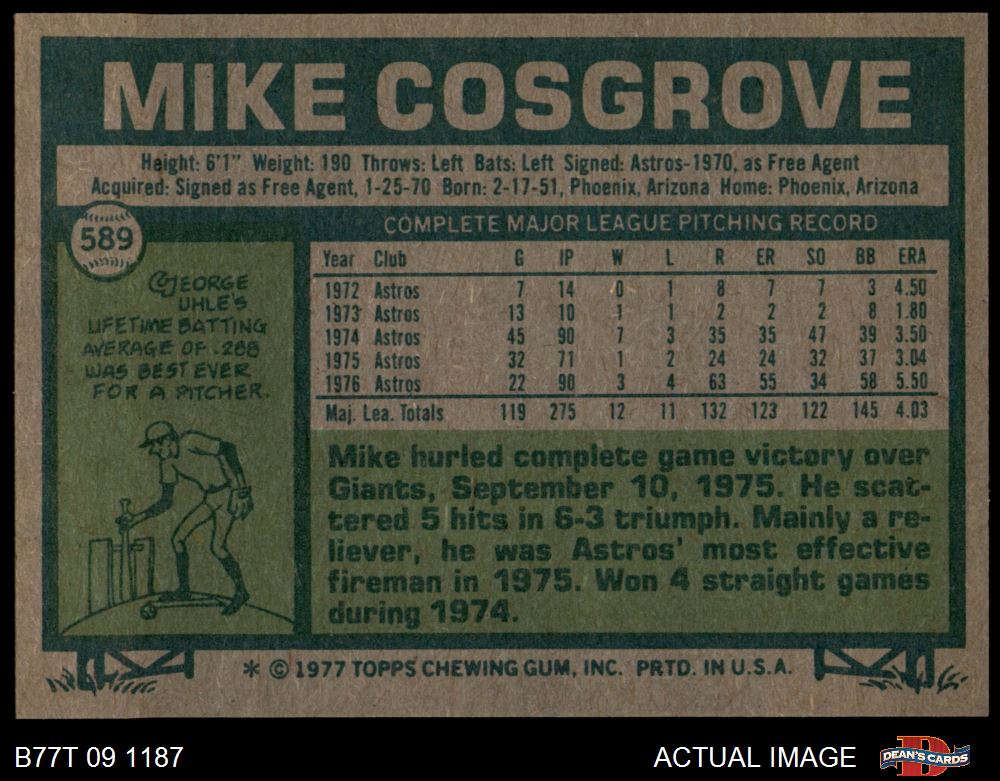 MIKE COSGROVE
Height: 6'1" Weight: 190 Throws: Left Bats: Left Signed: Astros-1970, as Free Agent
Acquired: Signed as Free Agent, 1-25-70 Born: 2-17-51, Phoenix, Arizona Home: Phoenix, Arizona
589
GEORGE
UHLE'S
LIFETIME BATTING
AVERAGE OF .288
WAS BEST EVER
FOR A PITCHER.
COMPLETE MAJOR LEAGUE PITCHING RECORD
Year Club G IP W L R ER SO BB ERA
1972 Astros 7 14 0 1 8 7 7 3 4.50
1973 Astros 13 10 1 1 2 2 2 8 1.80
1974 Astros 45 90 7 3 35 35 47 39 3.50
1975 Astros 32 71 1 2 24 24 32 37 3.04
1976 Astros 22 90 3 4 63 55 34 58 5.50
Maj. Lea. Totals 119 275 12 11 132 123 122 145 4.03
Mike hurled complete game victory over
Giants, September 10, 1975. He scat-
tered 5 hits in 6-3 triumph. Mainly a re-
liever, he was Astros' most effective
fireman in 1975. Won 4 straight games
during 1974.
* © 1977 TOPPS CHEWING GUM, INC. PRTD. IN U.S.A.
B77T 09 1187
ACTUAL IMAGE
DEAN'S CARDS